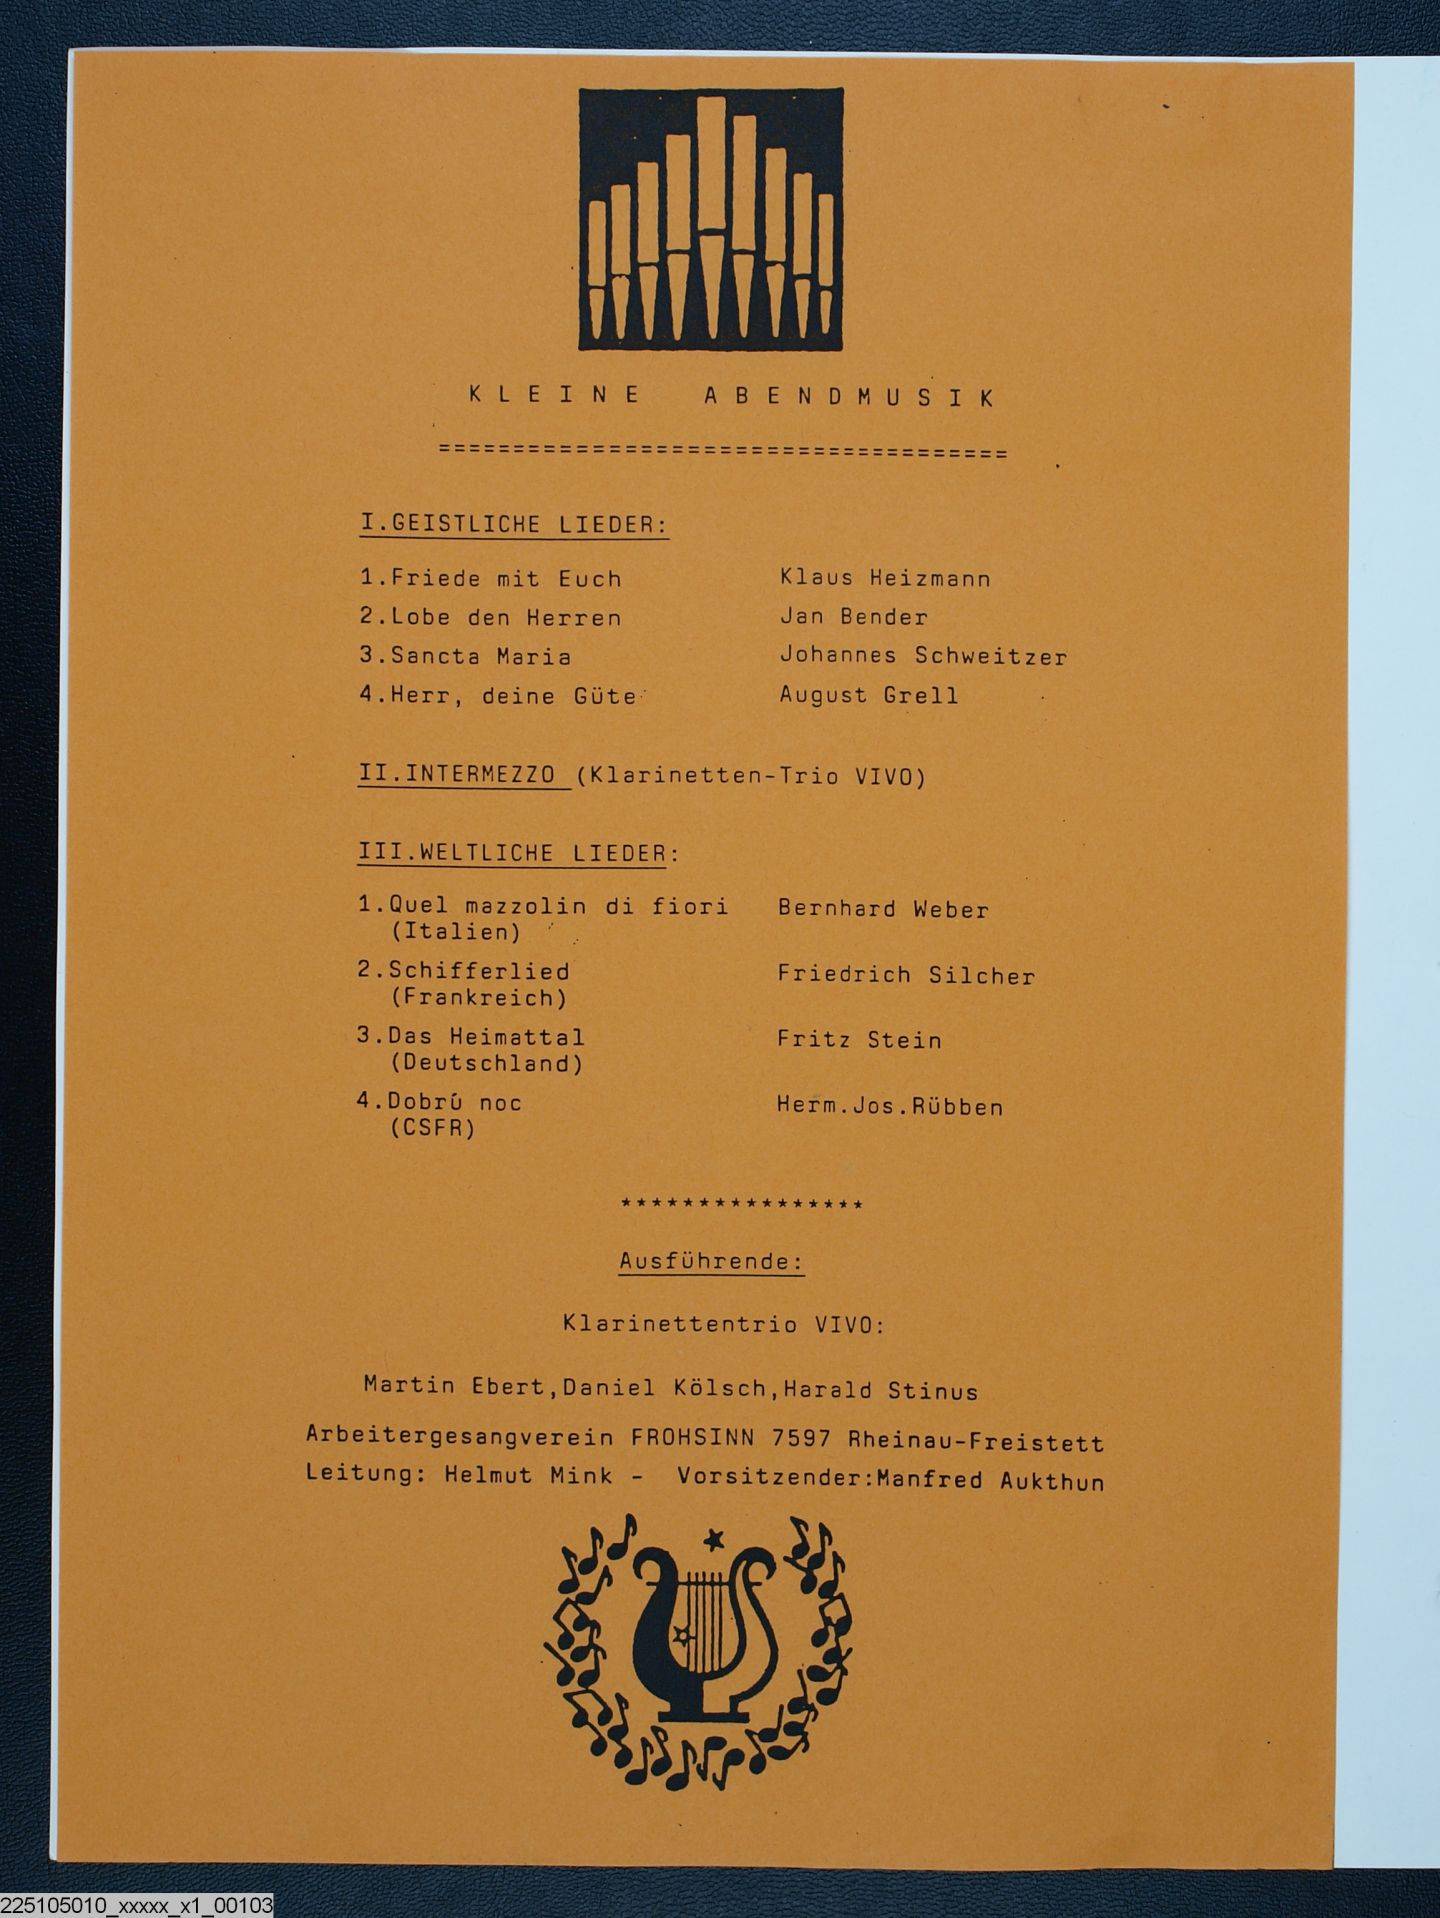 KLEINE ABENDMUSIK
====================================
I.GEISTLICHE LIEDER:
1.Friede mit Euch Klaus Heizmann
2.Lobe den Herren Jan Bender
3.Sancta Maria Johannes Schweitzer
4.Herr, deine Güte August Grell
II.INTERMEZZO (Klarinetten-Trio VIVO)
III.WELTLICHE LIEDER:
1.Quel mazzolin di fiori Bernhard Weber
(Italien)
2.Schifferlied Friedrich Silcher
(Frankreich)
3.Das Heimattal Fritz Stein
(Deutschland)
4.Dobrú noc Herm.Jos.Rübben
(CSFR)
****************
Ausführende:
Klarinettentrio VIVO:
Martin Ebert,Daniel Kölsch,Harald Stinus
Arbeitergesangverein FROHSINN 7597 Rheinau-Freistett
Leitung: Helmut Mink - Vorsitzender:Manfred Aukthun
225105010_xxxxx_x1_00103